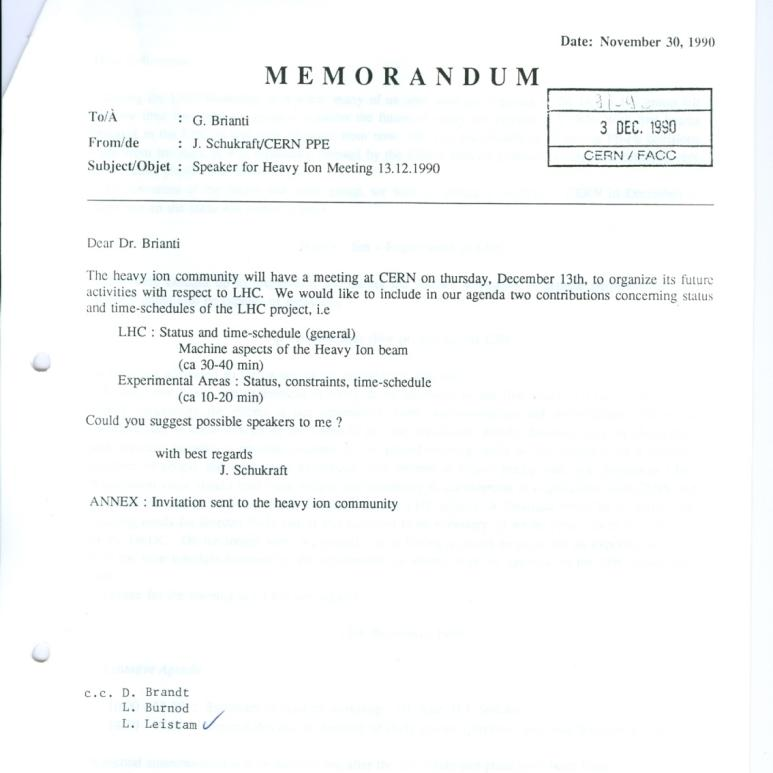 Date: November 30, 1990
MEMORANDUM
To/À : G. Brianti
From/de : J. Schukraft/CERN PPE
Subject/Objet : Speaker for Heavy Ion Meeting 13.12.1990
3 DEC. 1990
CERN / FACC
Dear Dr. Brianti
The heavy ion community will have a meeting at CERN on thursday, December 13th, to organize its future
activities with respect to LHC. We would like to include in our agenda two contributions concerning status
and time-schedules of the LHC project, i.e
LHC : Status and time-schedule (general)
Machine aspects of the Heavy Ion beam
(ca 30-40 min)
Experimental Areas : Status, constraints, time-schedule
(ca 10-20 min)
Could you suggest possible speakers to me ?
with best regards
J. Schukraft
ANNEX : Invitation sent to the heavy ion community
c.c. D. Brandt
L. Burnod
L. Leistam